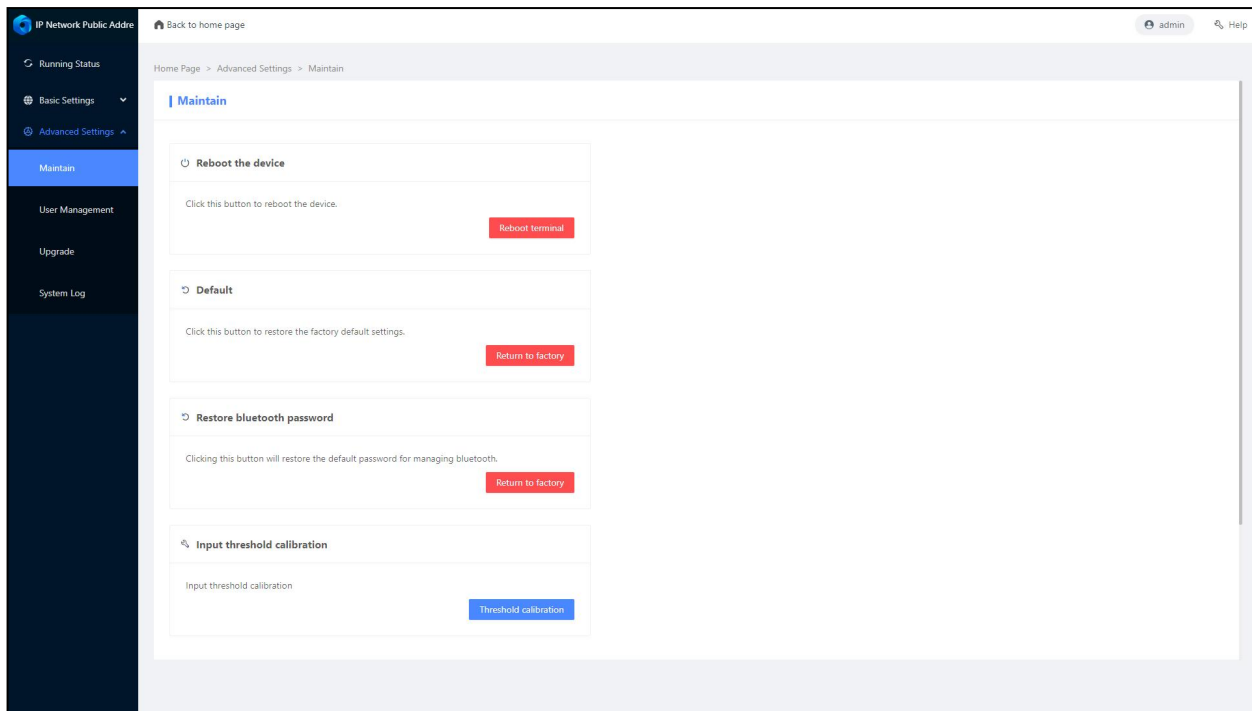 IP Network Public Addre
Back to home page
admin
Help
Running Status
Basic Settings
Advanced Settings
Maintain
User Management
Upgrade
System Log
Home Page > Advanced Settings > Maintain
Maintain
Reboot the device
Click this button to reboot the device.
Reboot terminal
Default
Click this button to restore the factory default settings.
Return to factory
Restore bluetooth password
Clicking this button will restore the default password for managing bluetooth.
Return to factory
Input threshold calibration
Input threshold calibration
Threshold calibration